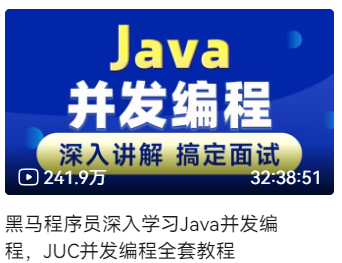 Java
并发编程
深入讲解 搞定面试
241.9万 32:38:51
黑马程序员深入学习Java并发编
程，JUC并发编程全套教程